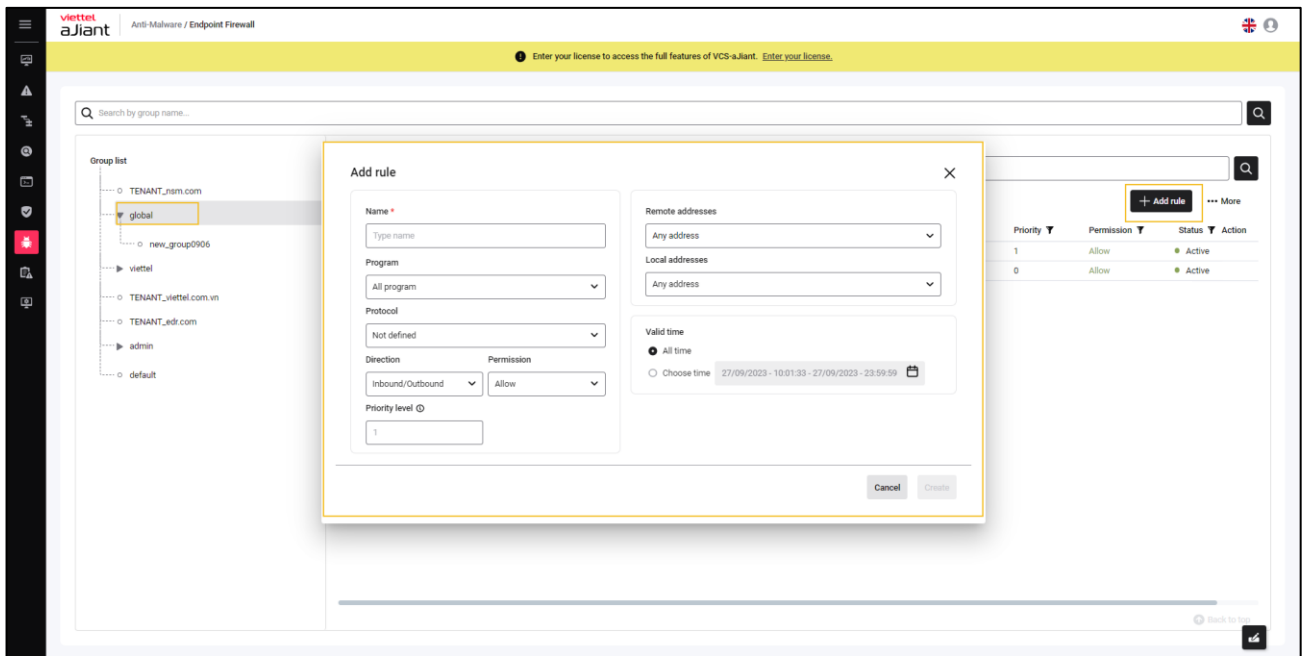 viettel
aJiant
Anti-Malware / Endpoint Firewall
Enter your license to access the full features of VCS-aJiant. Enter your license.
Search by group name...
Group list
TENANT_nsm.com
global
new_group0906
viettel
TENANT_viettel.com.vn
TENANT_edr.com
admin
default
Add rule
Name *
Type name
Program
All program
Protocol
Not defined
Direction Permission
Inbound/Outbound Allow
Priority level
1
Remote addresses
Any address
Local addresses
Any address
Valid time
All time
Choose time 27/09/2023 - 10:01:33 - 27/09/2023 - 23:59:59
Cancel Create
+ Add rule ••• More
Priority Permission Status Action
1 Allow Active
0 Allow Active
Back to top